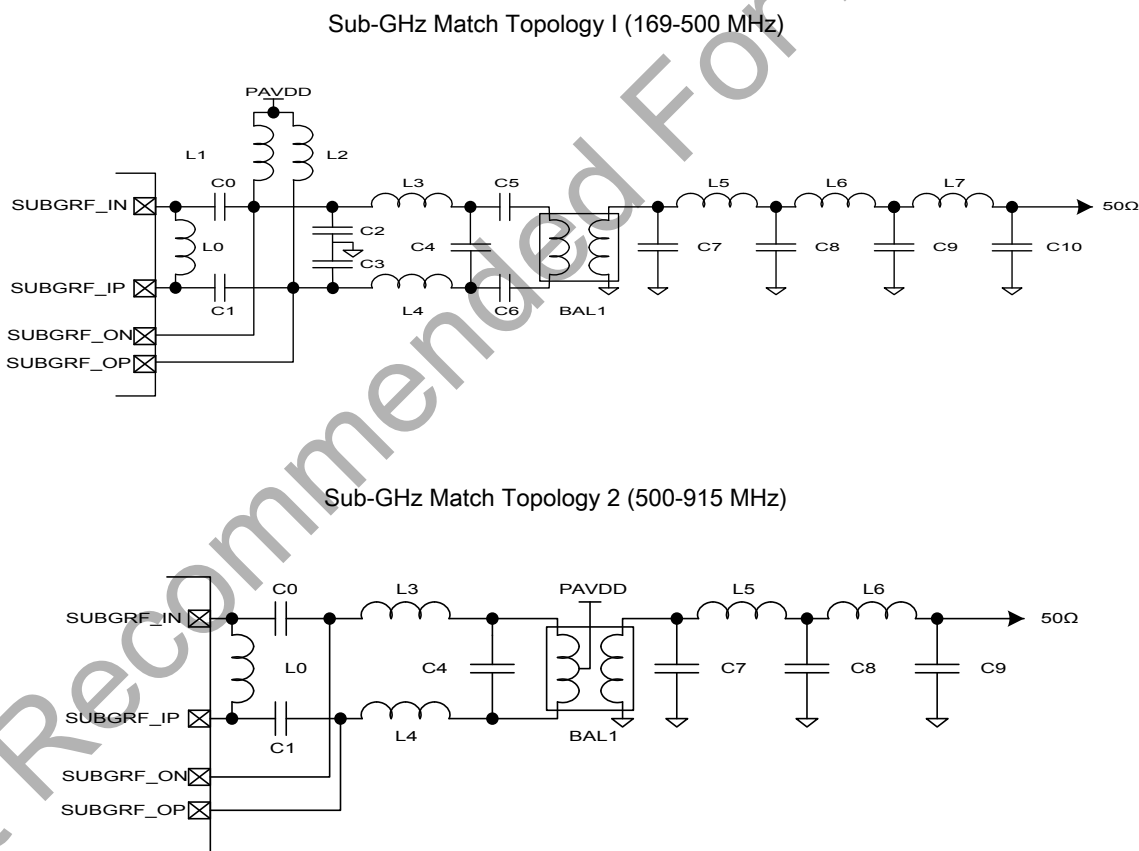 Sub-GHz Match Topology I (169-500 MHz)
PAVDD
L1
L2
C0
L3
C5
L5
L6
L7
SUBGRF_IN
50Ω
L0
C2
C3
C4
C7
C8
C9
C10
SUBGRF_IP
C1
L4
C6
BAL1
SUBGRF_ON
SUBGRF_OP
Sub-GHz Match Topology 2 (500-915 MHz)
C0
L3
PAVDD
L5
L6
SUBGRF_IN
50Ω
L0
C4
C7
C8
C9
SUBGRF_IP
C1
L4
BAL1
SUBGRF_ON
SUBGRF_OP
Recommended For